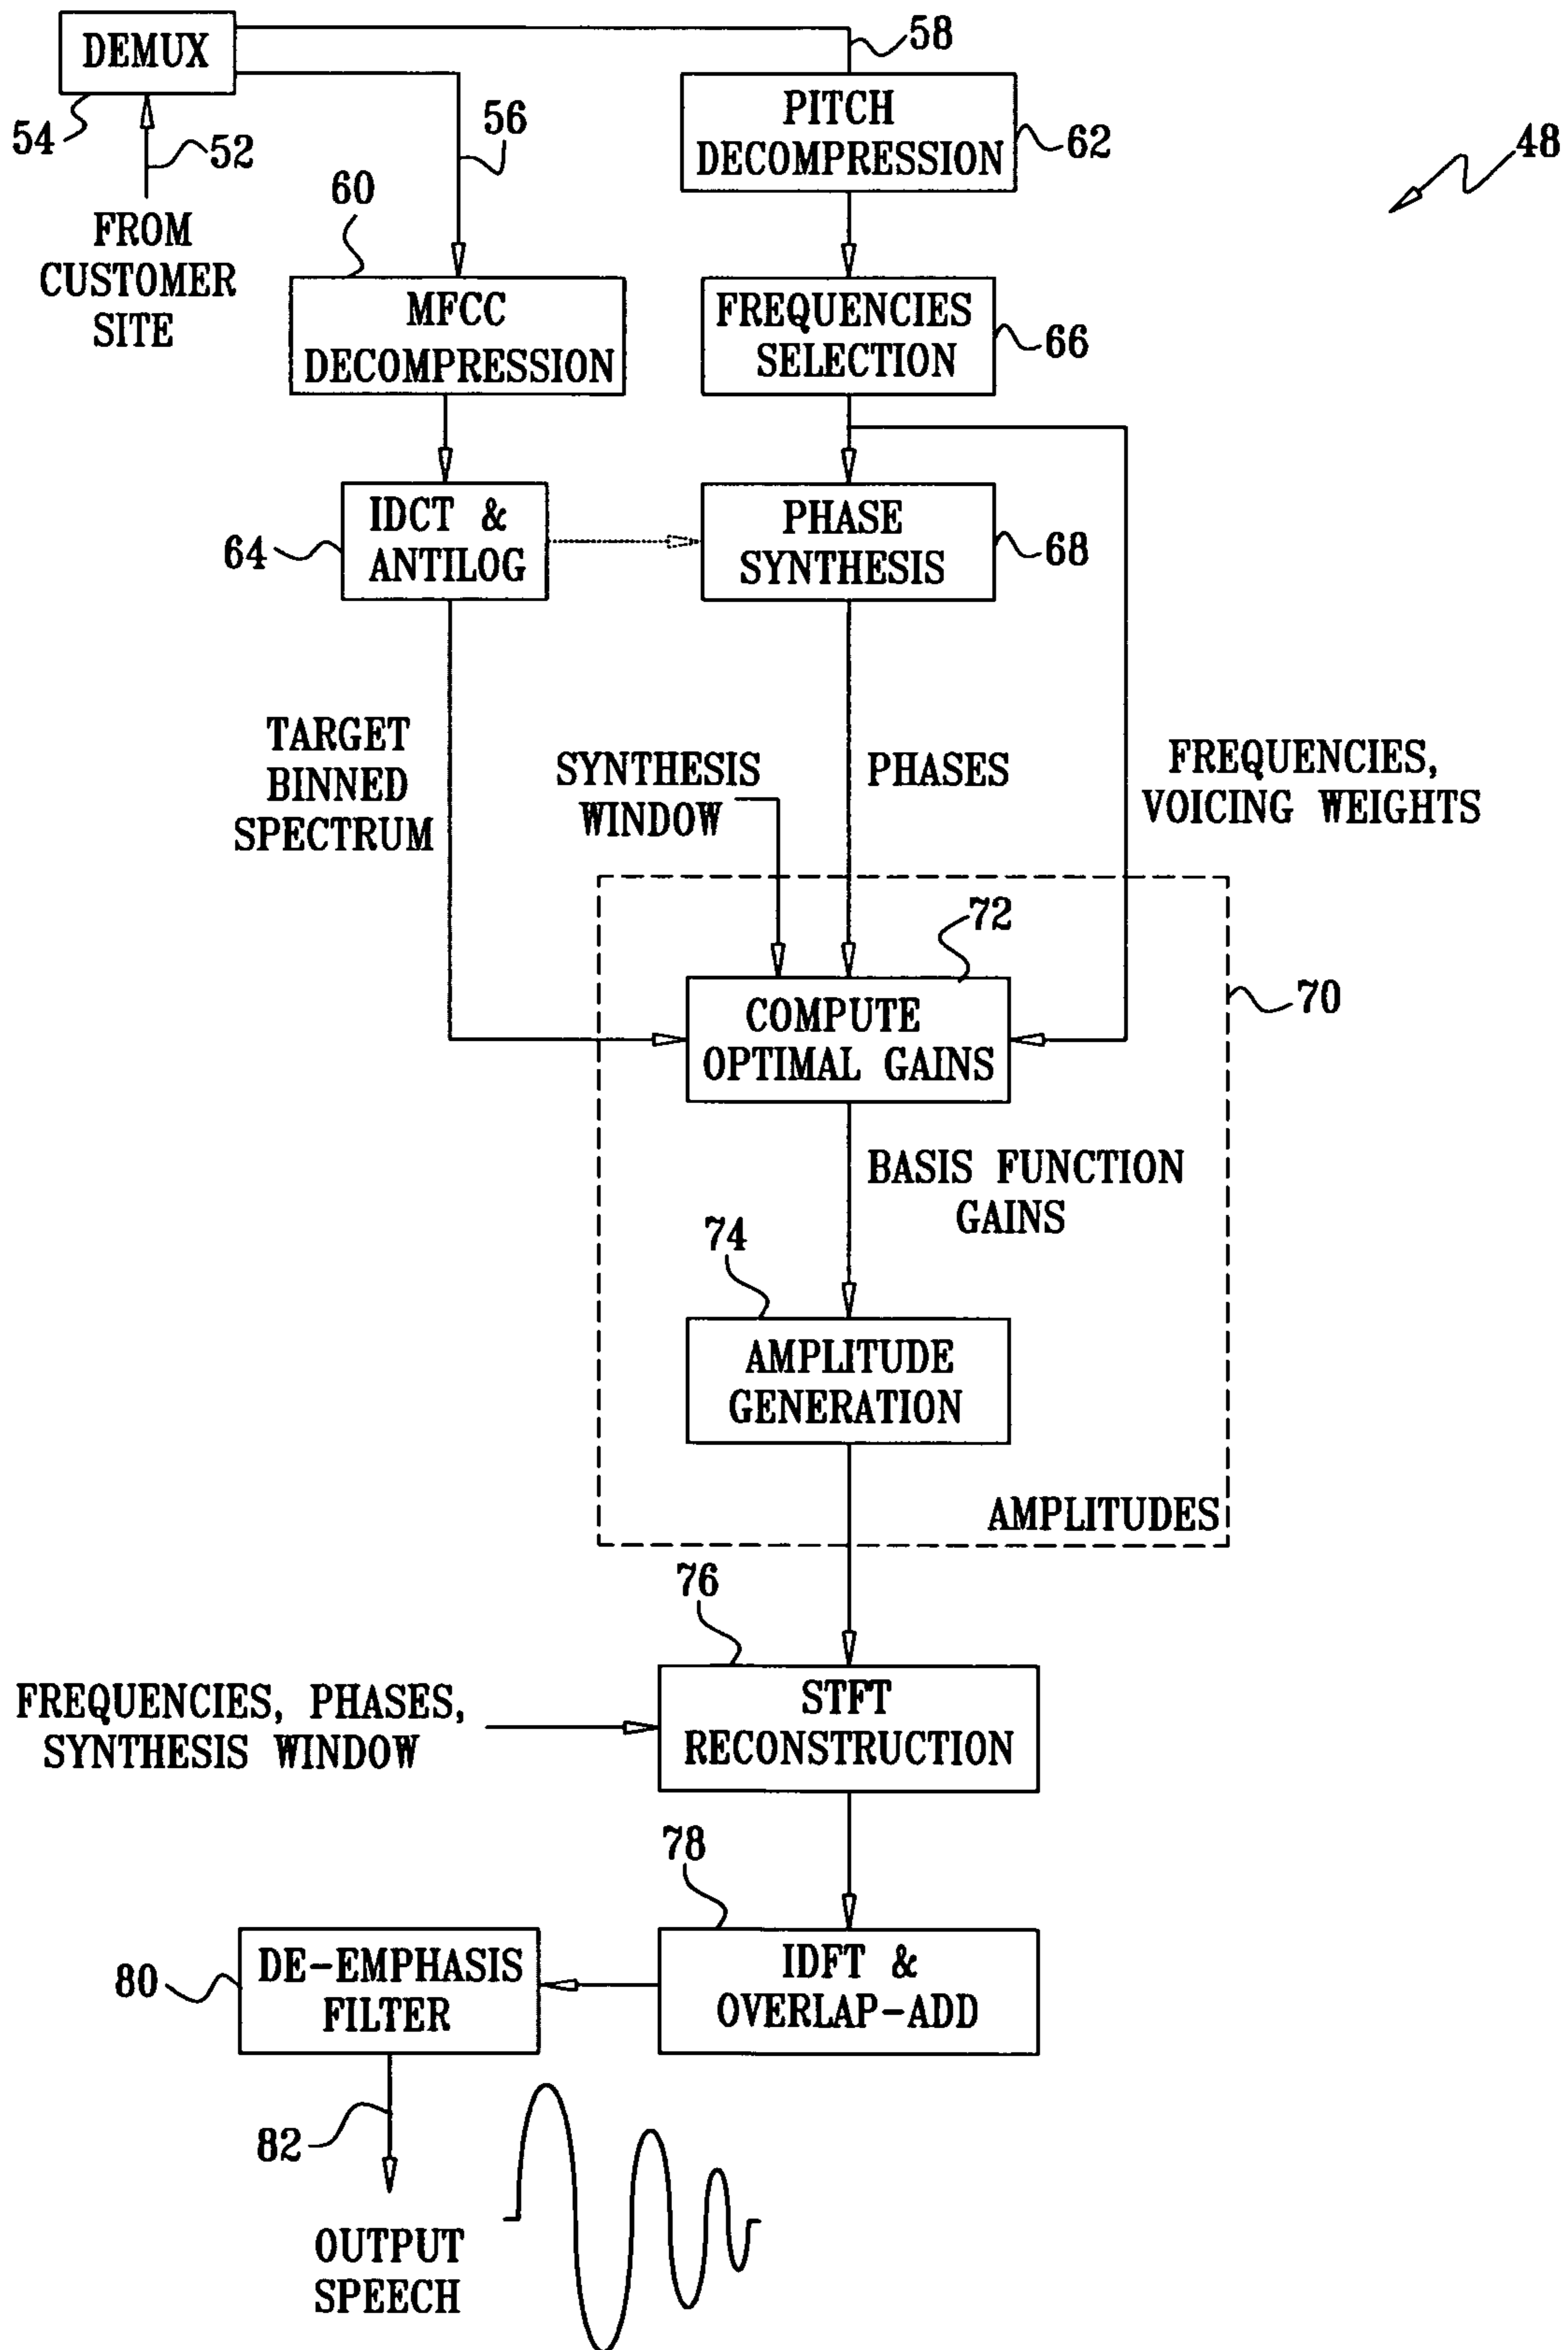 DEMUX
58
54
52
56
PITCH
DECOMPRESSION
62
48
FROM
CUSTOMER
SITE
60
MFCC
DECOMPRESSION
FREQUENCIES
SELECTION
66
IDCT &
ANTILOG
64
PHASE
SYNTHESIS
68
TARGET
BINNED
SPECTRUM
SYNTHESIS
WINDOW
PHASES
FREQUENCIES,
VOICING WEIGHTS
72
COMPUTE
OPTIMAL GAINS
70
BASIS FUNCTION
GAINS
74
AMPLITUDE
GENERATION
AMPLITUDES
76
FREQUENCIES, PHASES,
SYNTHESIS WINDOW
STFT
RECONSTRUCTION
78
80
DE-EMPHASIS
FILTER
IDFT &
OVERLAP-ADD
82
OUTPUT
SPEECH